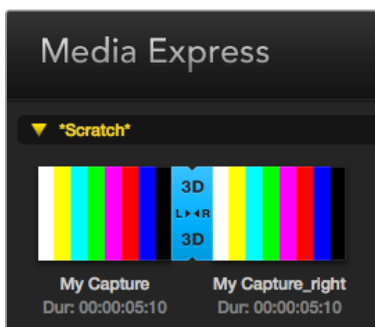 Media Express
*Scratch*
3D
L▶◀R
3D
My Capture
Dur: 00:00:05:10
My Capture_right
Dur: 00:00:05:10